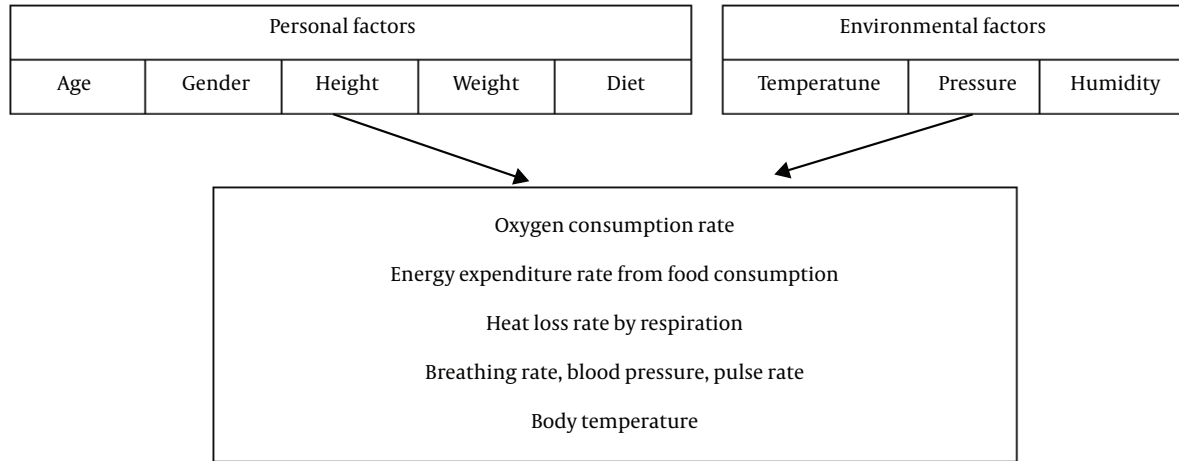 Personal factors
Environmental factors
Age Gender Height Weight Diet
Temperatune Pressure Humidity
Oxygen consumption rate
Energy expenditure rate from food consumption
Heat loss rate by respiration
Breathing rate, blood pressure, pulse rate
Body temperature